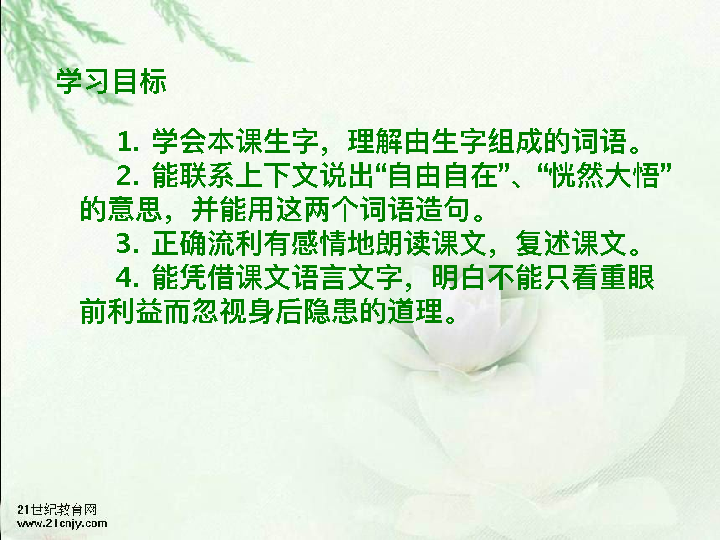 学习目标
1. 学会本课生字，理解由生字组成的词语。
2. 能联系上下文说出“自由自在”、“恍然大悟”
的意思，并能用这两个词语造句。
3. 正确流利有感情地朗读课文，复述课文。
4. 能凭借课文语言文字，明白不能只看重眼
前利益而忽视身后隐患的道理。
21世纪教育网
www.21cnjy.com